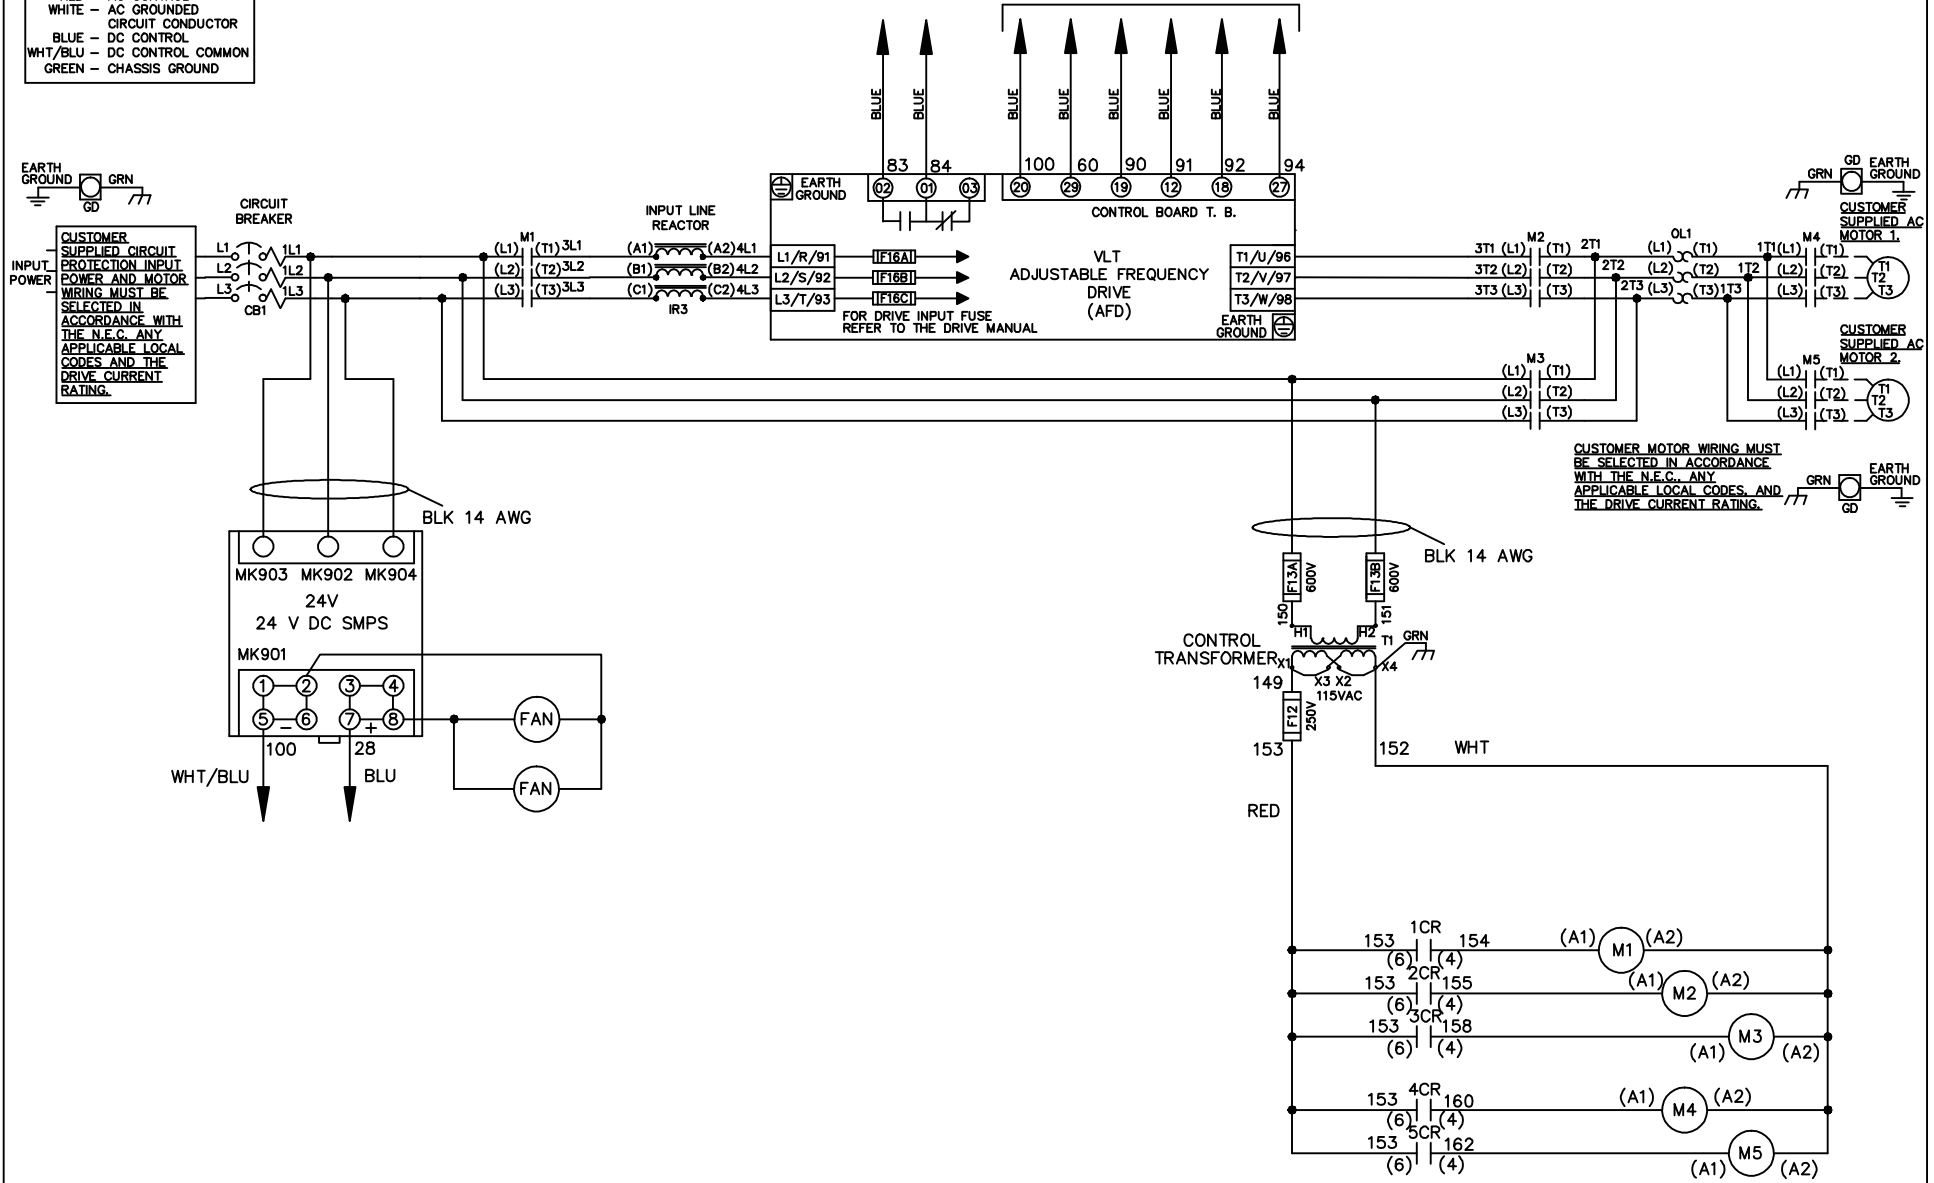 WHITE – AC GROUNDED
CIRCUIT CONDUCTOR
BLUE – DC CONTROL
WHT/BLU – DC CONTROL COMMON
GREEN – CHASSIS GROUND
BLUE BLUE BLUE BLUE BLUE BLUE BLUE BLUE
83 84 100 60 90 91 92 94
02 01 03 20 29 19 12 18 27
EARTH
GROUND
GRN
GD
EARTH
GROUND
CONTROL BOARD T. B.
GD
EARTH
GROUND
GRN
CIRCUIT
BREAKER
INPUT LINE
REACTOR
INPUT
POWER
CUSTOMER
SUPPLIED CIRCUIT
PROTECTION INPUT
POWER AND MOTOR
WIRING MUST BE
SELECTED IN
ACCORDANCE WITH
THE N.E.C. ANY
APPLICABLE LOCAL
CODES AND THE
DRIVE CURRENT
RATING.
L1 1L1
L2 1L2
L3 1L3
CB1
M1
(L1) (T1) 3L1
(L2) (T2) 3L2
(L3) (T3) 3L3
(A1) (A2) 4L1
(B1) (B2) 4L2
(C1) (C2) 4L3
IR3
L1/R/91 F16A
L2/S/92 F16B
L3/T/93 F16C
FOR DRIVE INPUT FUSE
REFER TO THE DRIVE MANUAL
VLT
ADJUSTABLE FREQUENCY
DRIVE
(AFD)
T1/U/96
T2/V/97
T3/W/98
EARTH
GROUND
M2
3T1 (L1) (T1) 2T1
3T2 (L2) (T2) 2T2
3T3 (L3) (T3) 2T3
OL1
(L1) (T1) 1T1
(L2) (T2) 1T2
(L3) (T3) 1T3
M4
(L1) (T1)
(L2) (T2)
(L3) (T3)
T1
T2
T3
CUSTOMER
SUPPLIED AC
MOTOR 1.
M3
(L1) (T1)
(L2) (T2)
(L3) (T3)
M5
(L1) (T1)
(L2) (T2)
(L3) (T3)
T1
T2
T3
CUSTOMER
SUPPLIED AC
MOTOR 2.
CUSTOMER MOTOR WIRING MUST
BE SELECTED IN ACCORDANCE
WITH THE N.E.C., ANY
APPLICABLE LOCAL CODES, AND
THE DRIVE CURRENT RATING.
GRN
GD
EARTH
GROUND
BLK 14 AWG
MK903 MK902 MK904
24V
24 V DC SMPS
MK901
1 2 3 4
5 – 6 7 + 8
100 28
WHT/BLU BLU
FAN
FAN
BLK 14 AWG
F13A 600V F13B 600V
150 151
H1 H2 T1 GRN
CONTROL
TRANSFORMER
X1 X3 X2 X4
115VAC
149
F12 250V
153 152 WHT
RED
1CR
153 154 (A1) M1 (A2)
(6) (4)
2CR
153 155 (A1) M2 (A2)
(6) (4)
3CR
153 158 M3
(6) (4) (A1) (A2)
4CR
153 160 (A1) M4 (A2)
(6) (4)
5CR
153 162 M5
(6) (4) (A1) (A2)